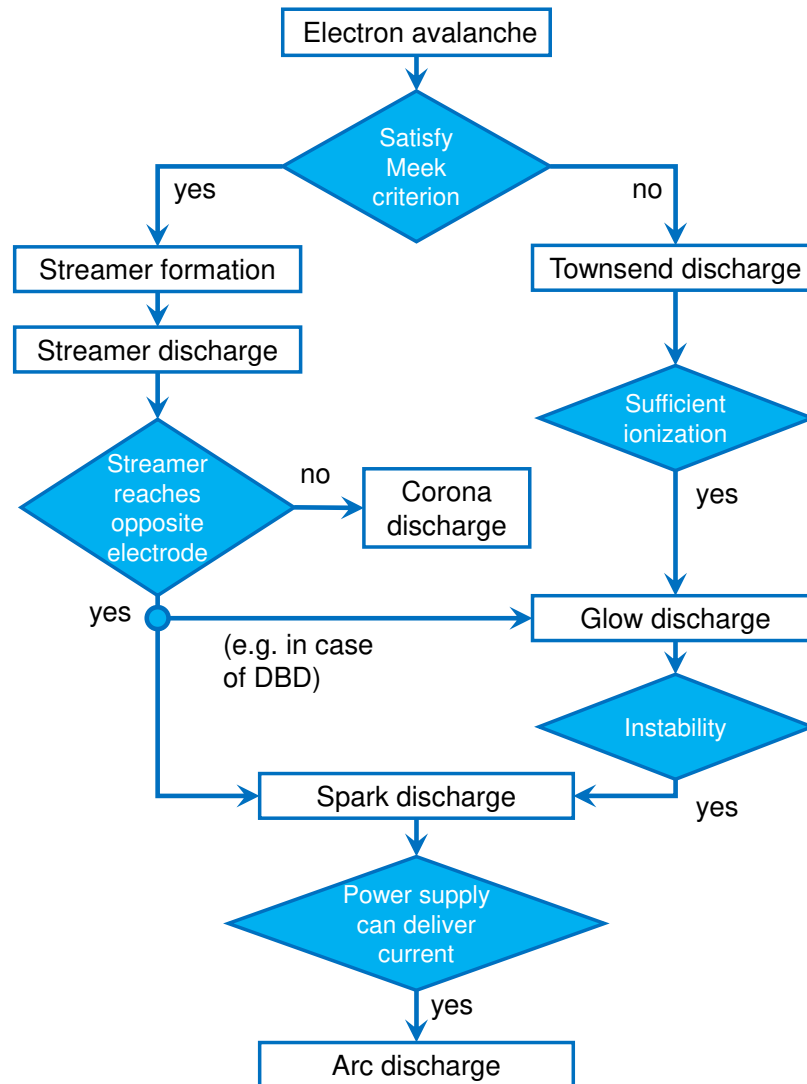 Electron avalanche
Satisfy
Meek
criterion
yes
no
Streamer formation
Townsend discharge
Streamer discharge
Sufficient
ionization
Streamer
reaches
opposite
electrode
no
Corona
discharge
yes
yes
Glow discharge
(e.g. in case
of DBD)
Instability
Spark discharge
yes
Power supply
can deliver
current
yes
Arc discharge